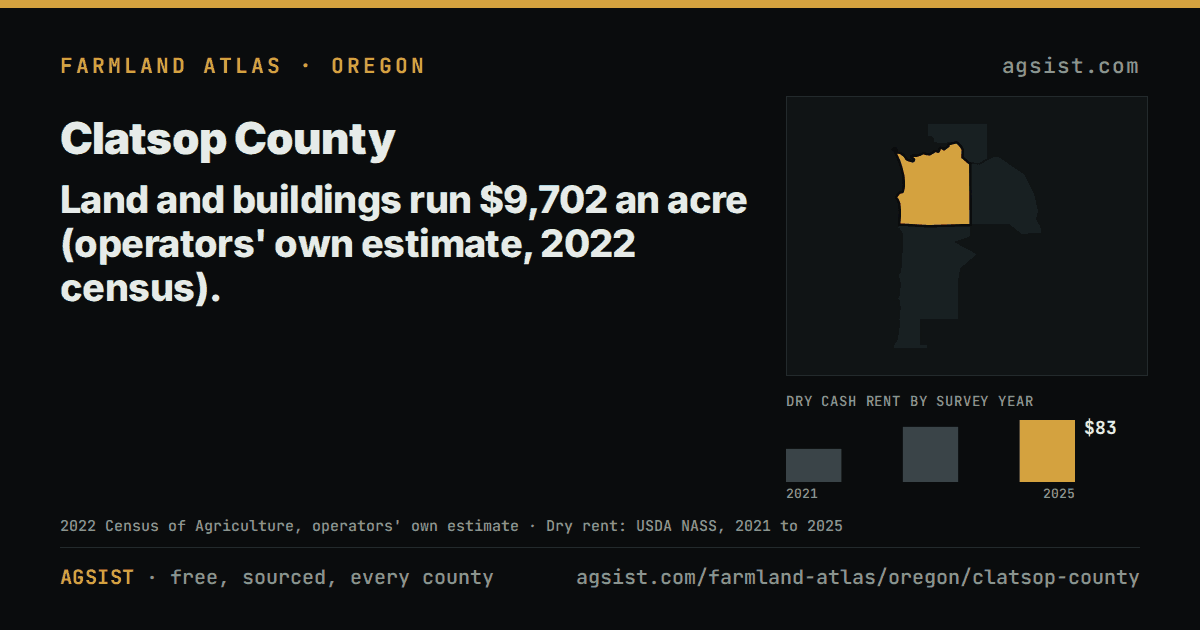 FARMLAND ATLAS · OREGON
agsist.com
Clatsop County
Land and buildings run $9,702 an acre
(operators' own estimate, 2022
census).
DRY CASH RENT BY SURVEY YEAR
$83
2021
2025
2022 Census of Agriculture, operators' own estimate · Dry rent: USDA NASS, 2021 to 2025
AGSIST · free, sourced, every county
agsist.com/farmland-atlas/oregon/clatsop-county